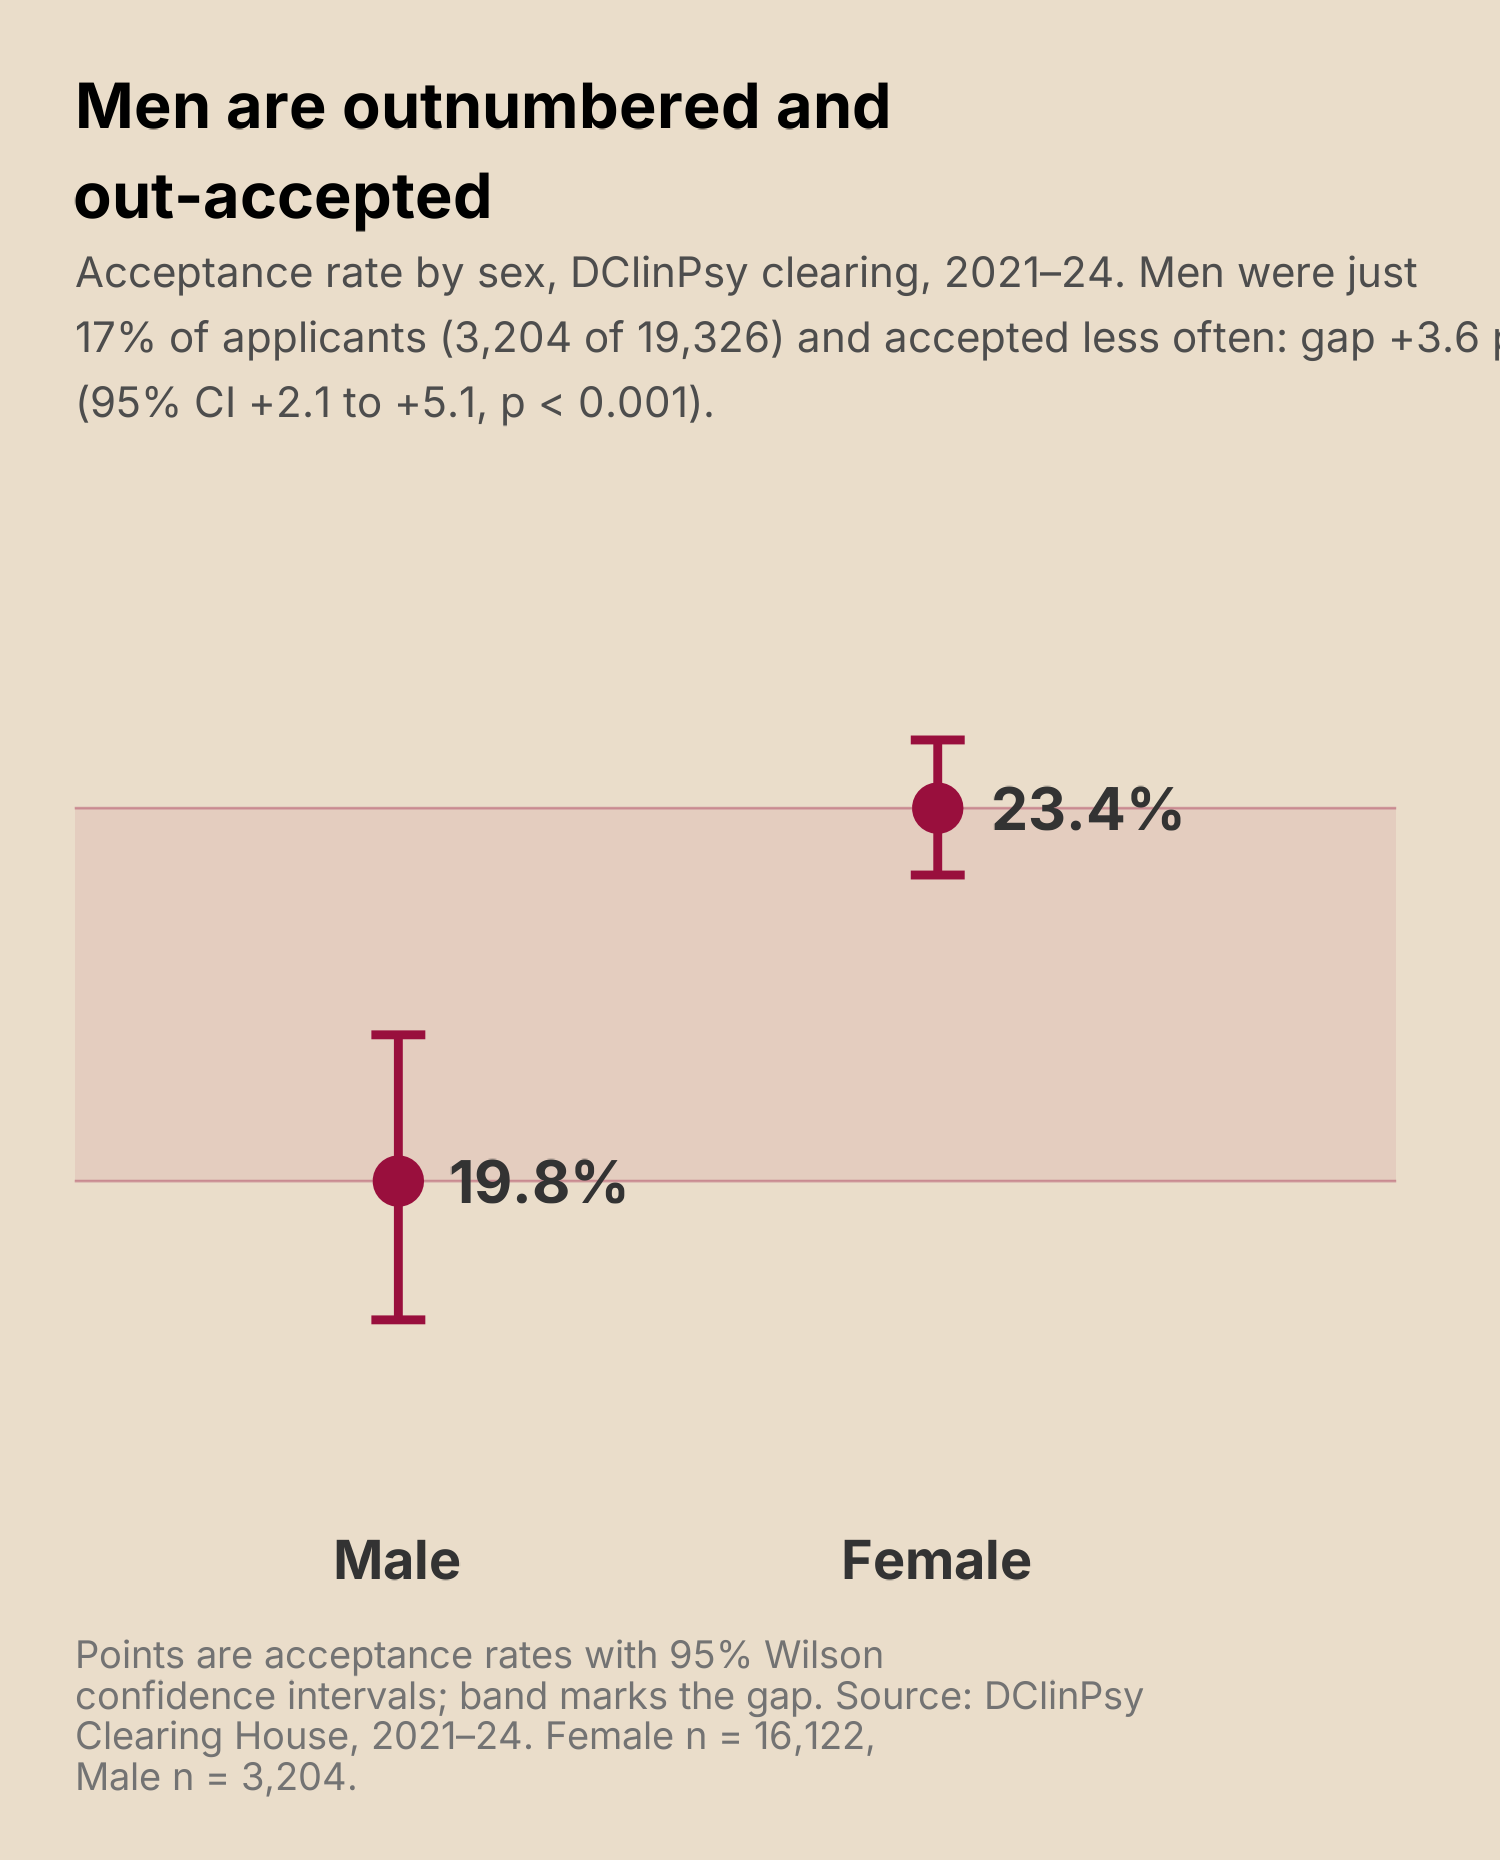 Men are outnumbered and
out-accepted
Acceptance rate by sex, DClinPsy clearing, 2021–24. Men were just
17% of applicants (3,204 of 19,326) and accepted less often: gap +3.6
(95% CI +2.1 to +5.1, p < 0.001).
23.4%
19.8%
Male Female
Points are acceptance rates with 95% Wilson
confidence intervals; band marks the gap. Source: DClinPsy
Clearing House, 2021–24. Female n = 16,122,
Male n = 3,204.